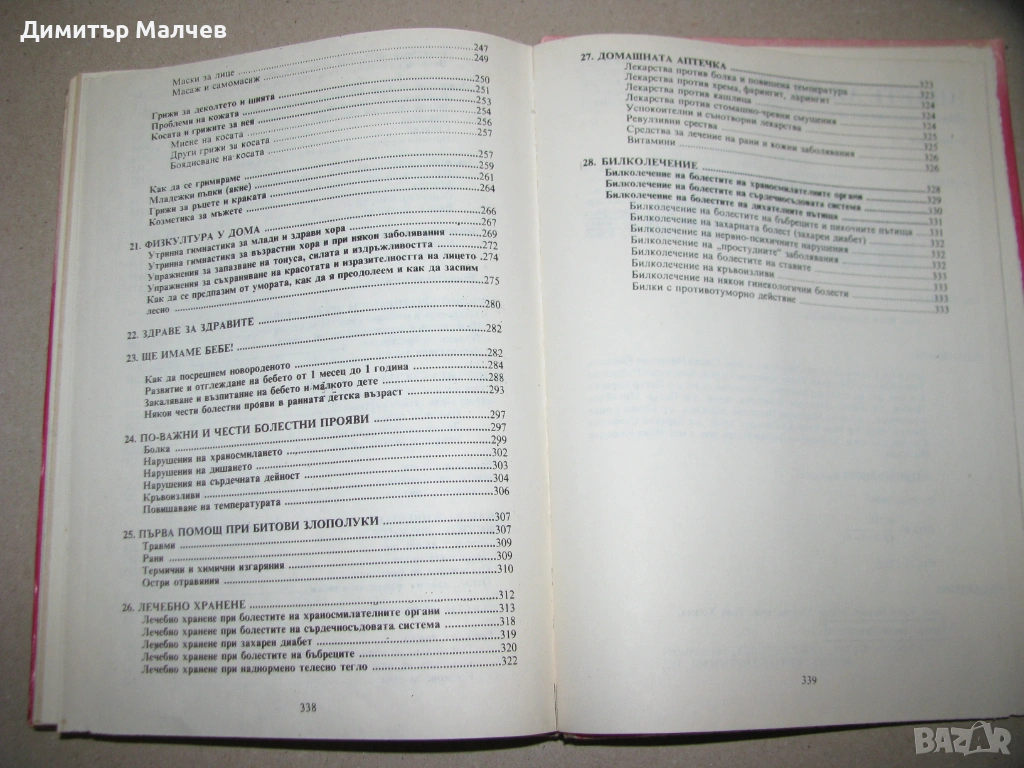 Димитър Малчев
Маски за лице 247
Масаж и самомасаж 249
Грижи за деколтето и шията 250
Проблеми на кожата 251
Косата и грижите за нея 253
Миене на косата 254
Други грижи за косата 256
Боядисване на косата 257
Как да се гримираме 257
Младежки пъпки (акне) 259
Грижи за ръцете и краката 261
Козметика за мъжете 264
21. ФИЗКУЛТУРА У ДОМА 266
Утринна гимнастика за млади и здрави хора 267
Утринна гимнастика за възрастни хора и при някои заболявания 269
Упражнения за запазване на тонуса, силата и издръжливостта 272
Упражнения за съхраняване на красотата и изразителността на лицето 274
Как да се предпазим от умората, как да я преодолеем и как да заспим
лесно 275
22. ЗДРАВЕ ЗА ЗДРАВИТЕ 280
23. ЩЕ ИМАМЕ БЕБЕ! 282
Как да посрещнем новороденото 282
Развитие и отглеждане на бебето от 1 месец до 1 година 284
Закаляване и възпитание на бебето и малкото дете 288
Някои чести болестни прояви в ранната детска възраст 293
24. ПО-ВАЖНИ И ЧЕСТИ БОЛЕСТНИ ПРОЯВИ 297
Болка 297
Нарушения на храносмилането 299
Нарушения на дишането 302
Нарушения на сърдечната дейност 303
Кръвоизливи 304
Повишаване на температурата 306
25. ПЪРВА ПОМОЩ ПРИ БИТОВИ ЗЛОПОЛУКИ 307
Травми 307
Рани 309
Термични и химични изгаряния 309
Остри отравяния 310
26. ЛЕЧЕБНО ХРАНЕНЕ 312
Лечебно хранене при болестите на храносмилателните органи 313
Лечебно хранене при болестите на сърдечносъдовата система 318
Лечебно хранене при захарен диабет 319
Лечебно хранене при болестите на бъбреците 320
Лечебно хранене при наднормено телесно тегло 322
338
27. ДОМАШНАТА АПТЕЧКА 323
Лекарства против болка и повишена температура 323
Лекарства против хрема, фарингит, ларингит 324
Лекарства против кашлица 324
Лекарства против стомашно-чревни смущения 324
Успокоителни и сънотворни лекарства 325
Ревулзивни срества 325
Средства за лечение на рани и кожни заболявания 326
Витамини 326
28. БИЛКОЛЕЧЕНИЕ 328
Билколечение на болестите на храносмилателните органи 329
Билколечение на болестите на сърдечносъдовата система 330
Билколечение на болестите на дихателните пътища 331
Билколечение на болестите на бъбреците и пикочните пътища 331
Билколечение на захарната болест (захарен диабет) 332
Билколечение на нервно-психичните нарушения 332
Билколечение на „простудните" заболявания 332
Билколечение на болестите на ставите 333
Билколечение на кръвоизливи 333
Билколечение на някои гинекологични болести 333
Билки с противотуморно действие 333
339
BAZAR